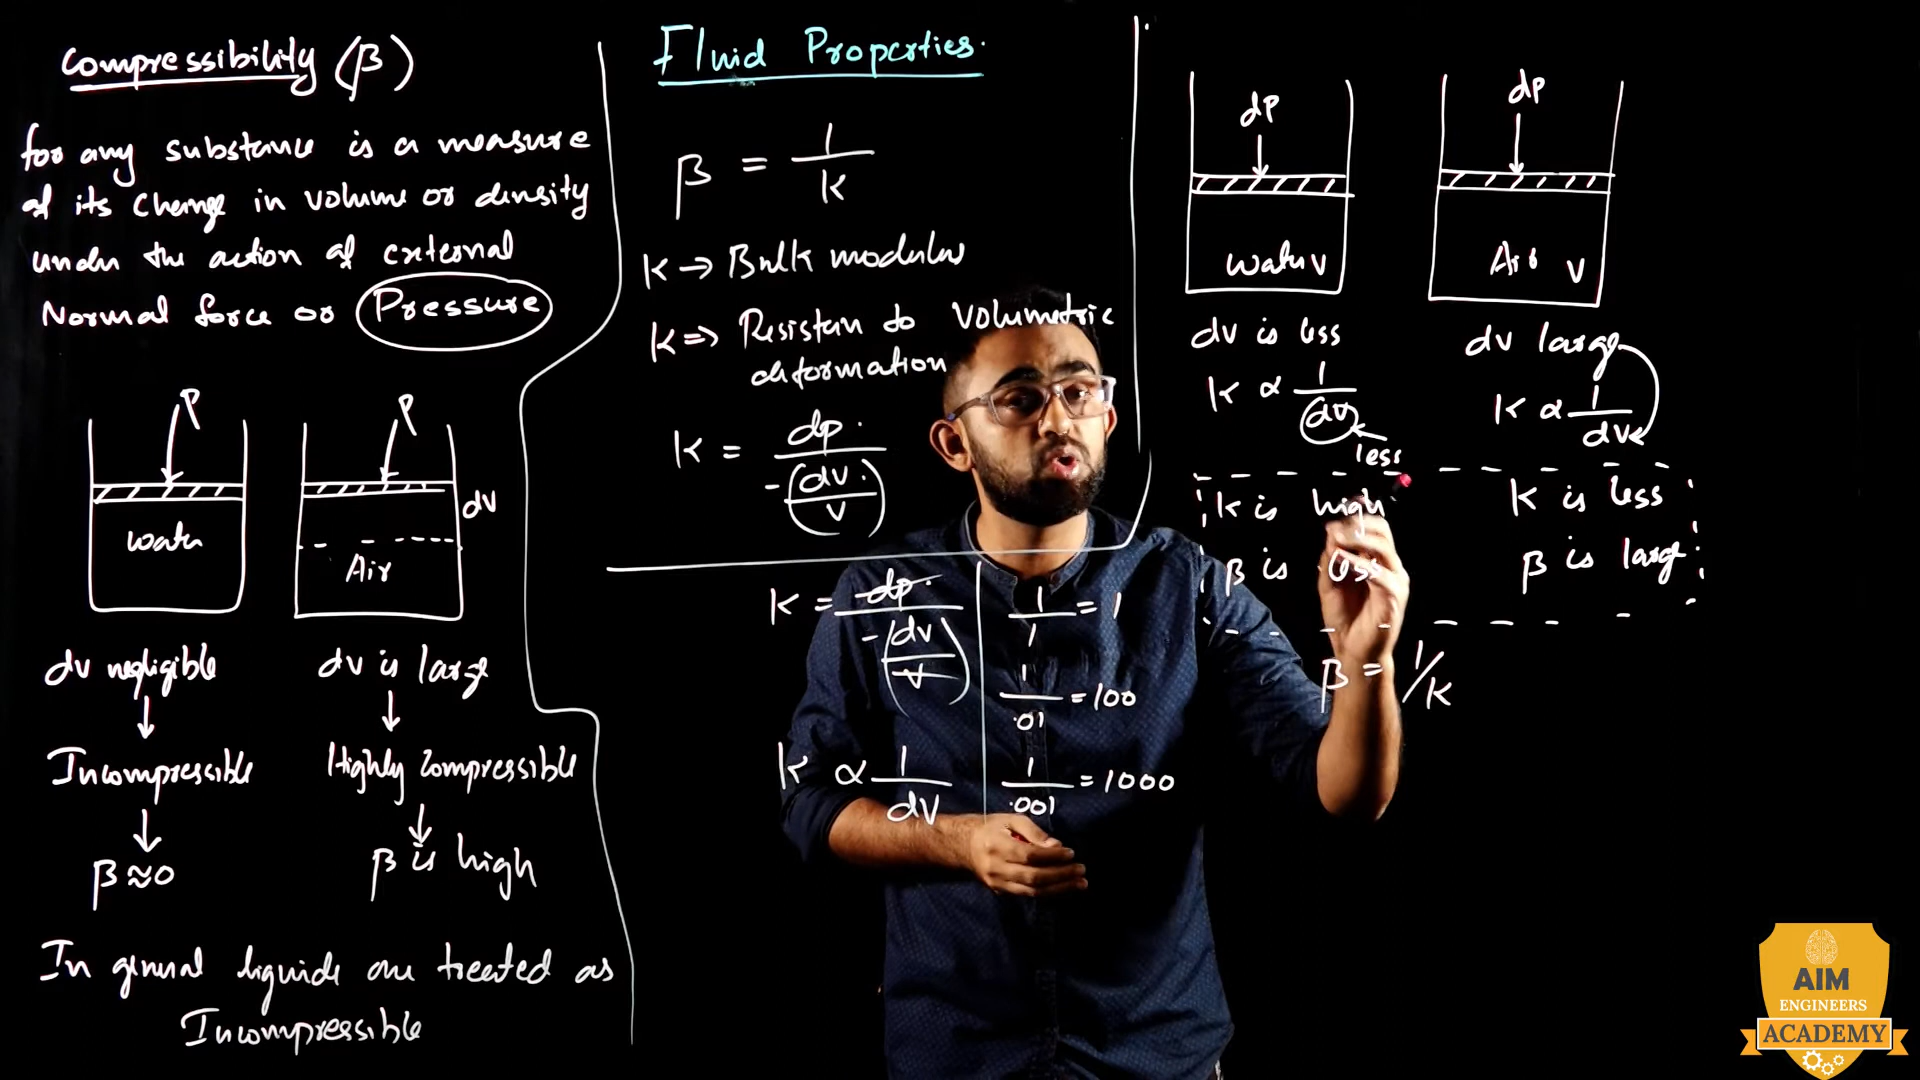 Compressibility (β)
for any substance is a measure
of its change in volume or density
under the action of external
Normal force or Pressure
P
P
dv
Water
Air
dv negligible
dv is large
↓
↓
Incompressible
Highly compressible
↓
↓
β ≈ 0
β is high
In general liquids are treated as
Incompressible
Fluid Properties.
β = 1/K
K → Bulk modulus
K ⇒ Resistan to volumetric
deformation
K = dp / -(dv/v)
K = dp / -(dv/v)
K ∝ 1/dv
1/1 = 1
1/.01 = 100
1/.001 = 1000
dP
dP
Water V
Air V
dv is less
dv large
K ∝ 1/dv
less
K ∝ 1/dv
K is high
K is less
β is less
β is large
β = 1/K
AIM
ENGINEERS
ACADEMY